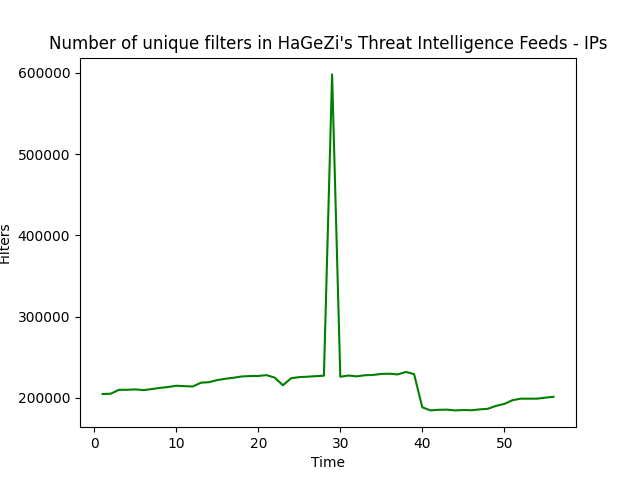 Number of unique filters in HaGeZi's Threat Intelligence Feeds - IPs
600000
500000
400000
300000
200000
Filters
0 10 20 30 40 50
Time